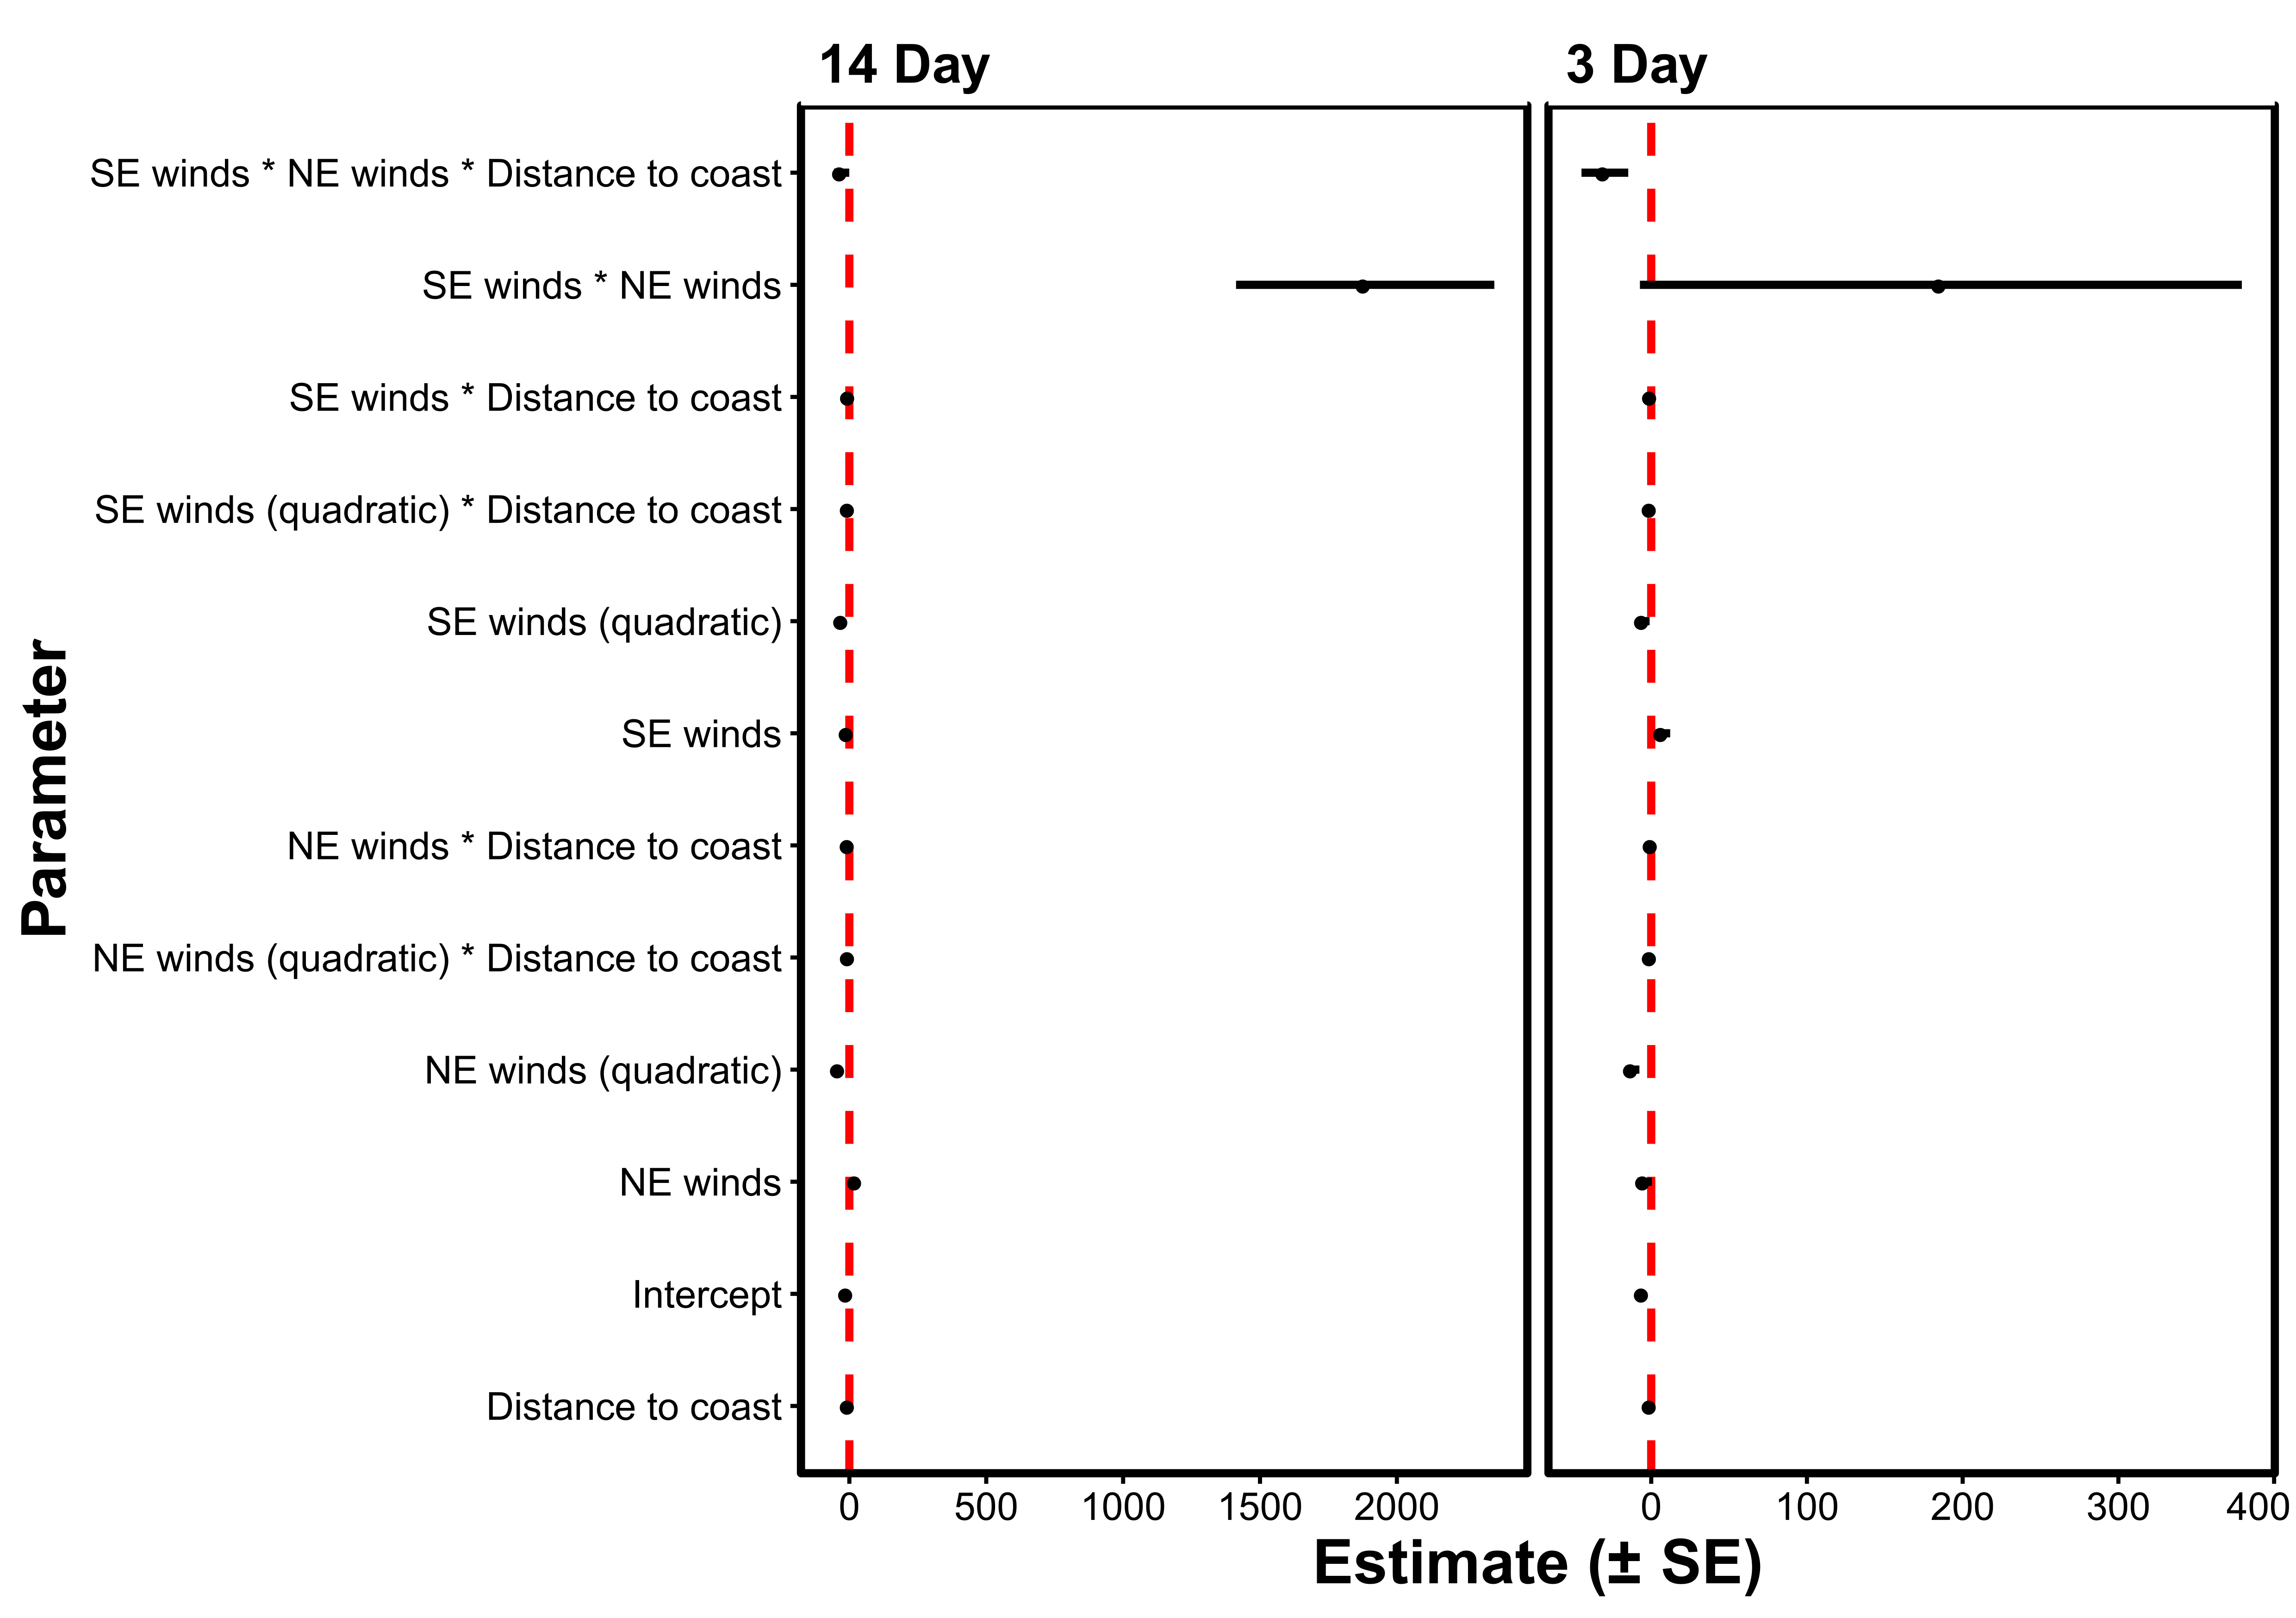 14 Day
3 Day
SE winds * NE winds * Distance to coast
SE winds * NE winds
SE winds * Distance to coast
SE winds (quadratic) * Distance to coast
SE winds (quadratic)
SE winds
NE winds * Distance to coast
NE winds (quadratic) * Distance to coast
NE winds (quadratic)
NE winds
Intercept
Distance to coast
Parameter
0 500 1000 1500 2000
0 100 200 300 400
Estimate (± SE)